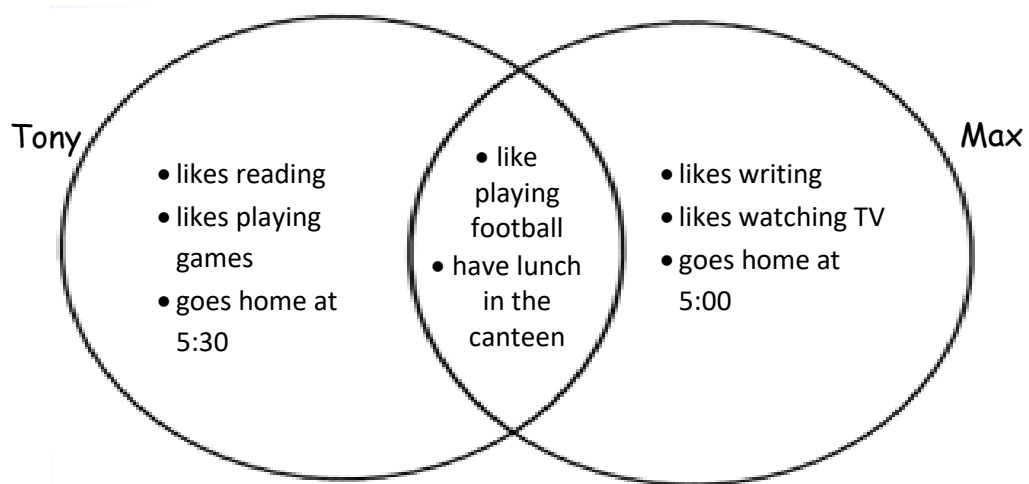 Tony
• likes reading
• likes playing
games
• goes home at
5:30
• like
playing
football
• have lunch
in the
canteen
Max
• likes writing
• likes watching TV
• goes home at
5:00